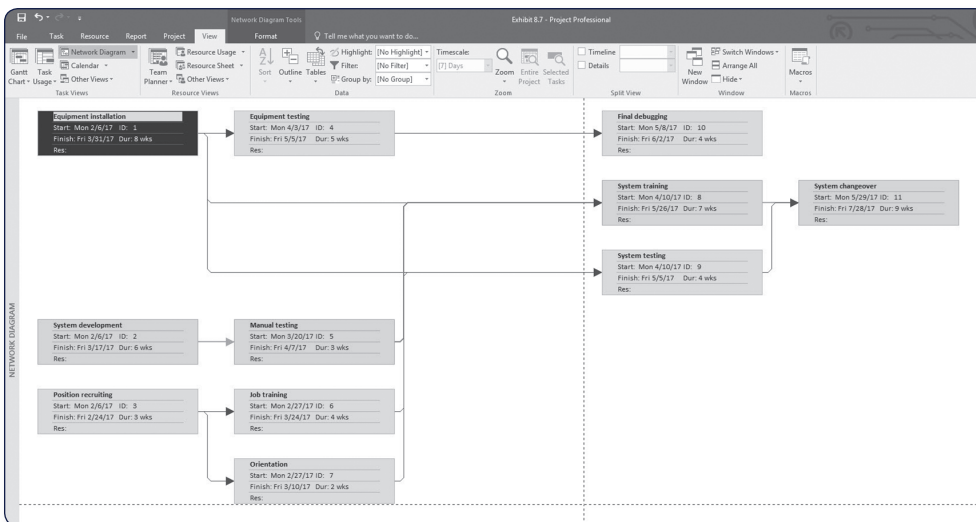 Network Diagram Tools
Exhibit 8.7 - Project Professional
File Task Resource Report Project View Format Tell me what you want to do...
Gantt Chart
Task Usage
Network Diagram
Calendar
Other Views
Task Views
Team Planner
Resource Usage
Resource Sheet
Other Views
Resource Views
Sort
Outline
Tables
Highlight: [No Highlight]
Filter: [No Filter]
Group by: [No Group]
Data
Timescale:
[7] Days
Zoom
Entire Project
Selected Tasks
Zoom
Timeline
Details
Split View
New Window
Switch Windows
Arrange All
Hide
Window
Macros
Macros
NETWORK DIAGRAM
Equipment installation
Start: Mon 2/6/17 ID: 1
Finish: Fri 3/31/17 Dur: 8 wks
Res:
Equipment testing
Start: Mon 4/3/17 ID: 4
Finish: Fri 5/5/17 Dur: 5 wks
Res:
Final debugging
Start: Mon 5/8/17 ID: 10
Finish: Fri 6/2/17 Dur: 4 wks
Res:
System training
Start: Mon 4/10/17 ID: 8
Finish: Fri 5/26/17 Dur: 7 wks
Res:
System changeover
Start: Mon 5/29/17 ID: 11
Finish: Fri 7/28/17 Dur: 9 wks
Res:
System testing
Start: Mon 4/10/17 ID: 9
Finish: Fri 5/5/17 Dur: 4 wks
Res:
System development
Start: Mon 2/6/17 ID: 2
Finish: Fri 3/17/17 Dur: 6 wks
Res:
Manual testing
Start: Mon 3/20/17 ID: 5
Finish: Fri 4/7/17 Dur: 3 wks
Res:
Position recruiting
Start: Mon 2/6/17 ID: 3
Finish: Fri 2/24/17 Dur: 3 wks
Res:
Job training
Start: Mon 2/27/17 ID: 6
Finish: Fri 3/24/17 Dur: 4 wks
Res:
Orientation
Start: Mon 2/27/17 ID: 7
Finish: Fri 3/10/17 Dur: 2 wks
Res: